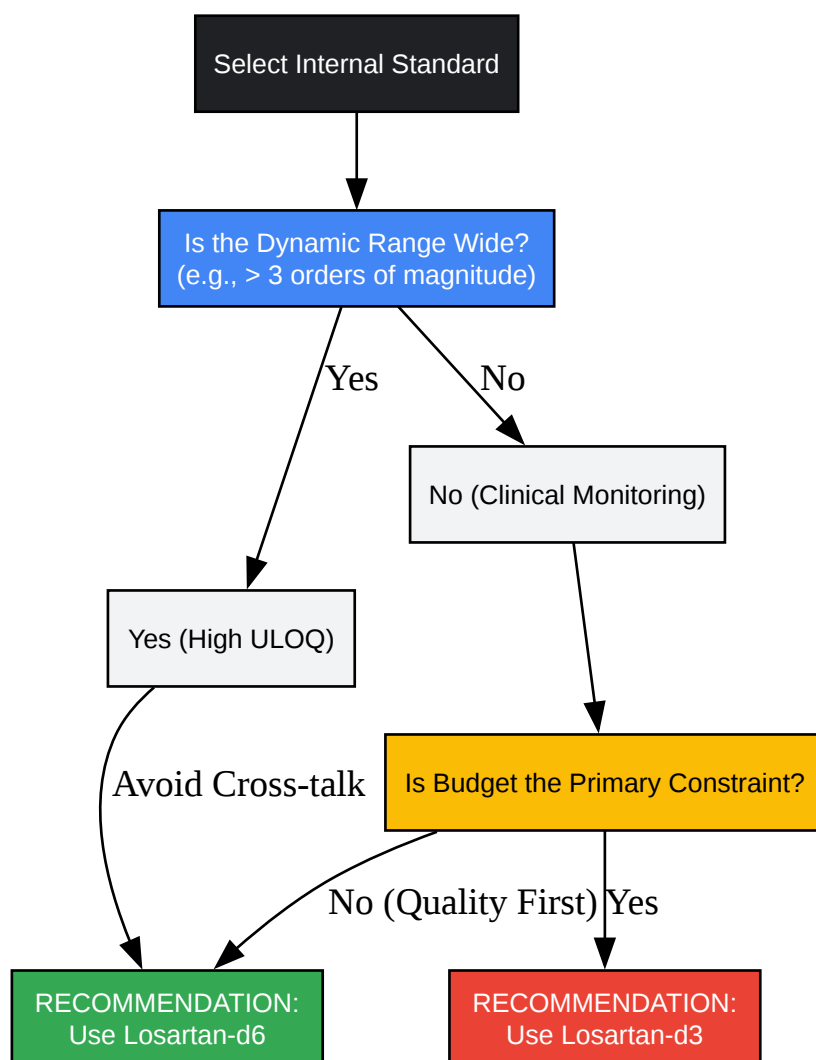 Select Internal Standard
Is the Dynamic Range Wide?
(e.g., > 3 orders of magnitude)
Yes
No
No (Clinical Monitoring)
Yes (High ULOQ)
Avoid Cross-talk
Is Budget the Primary Constraint?
No (Quality First)
Yes
RECOMMENDATION:
Use Losartan-d6
RECOMMENDATION:
Use Losartan-d3